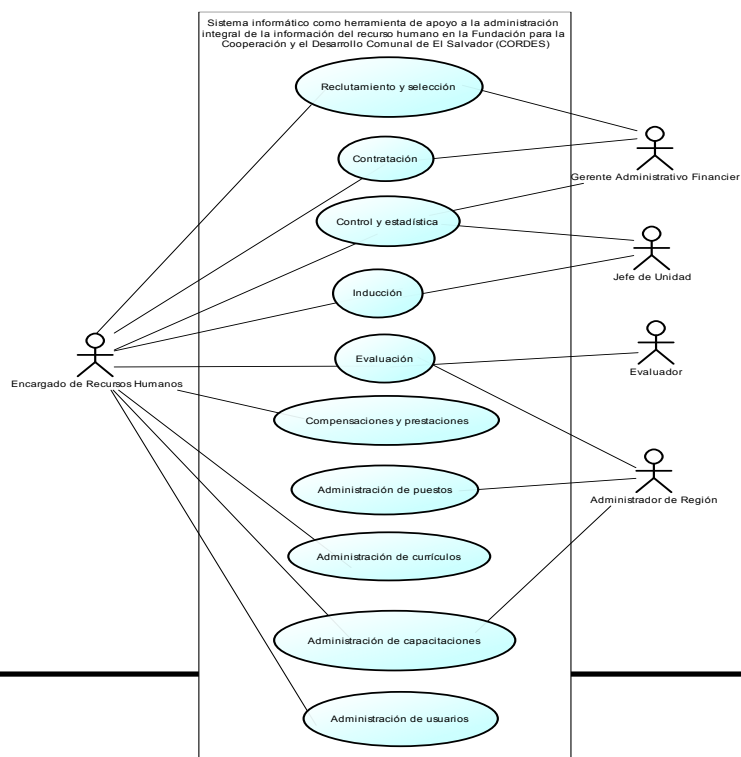 Sistema informático como herramienta de apoyo a la administración
integral de la información del recurso humano en la Fundación para la
Cooperación y el Desarrollo Comunal de El Salvador (CORDES)
Reclutamiento y selección
Contratación
Gerente Administrativo Financier
Control y estadística
Jefe de Unidad
Inducción
Evaluación
Evaluador
Encargado de Recursos Humanos
Compensaciones y prestaciones
Administración de puestos
Administrador de Región
Administración de currículos
Administración de capacitaciones
Administración de usuarios